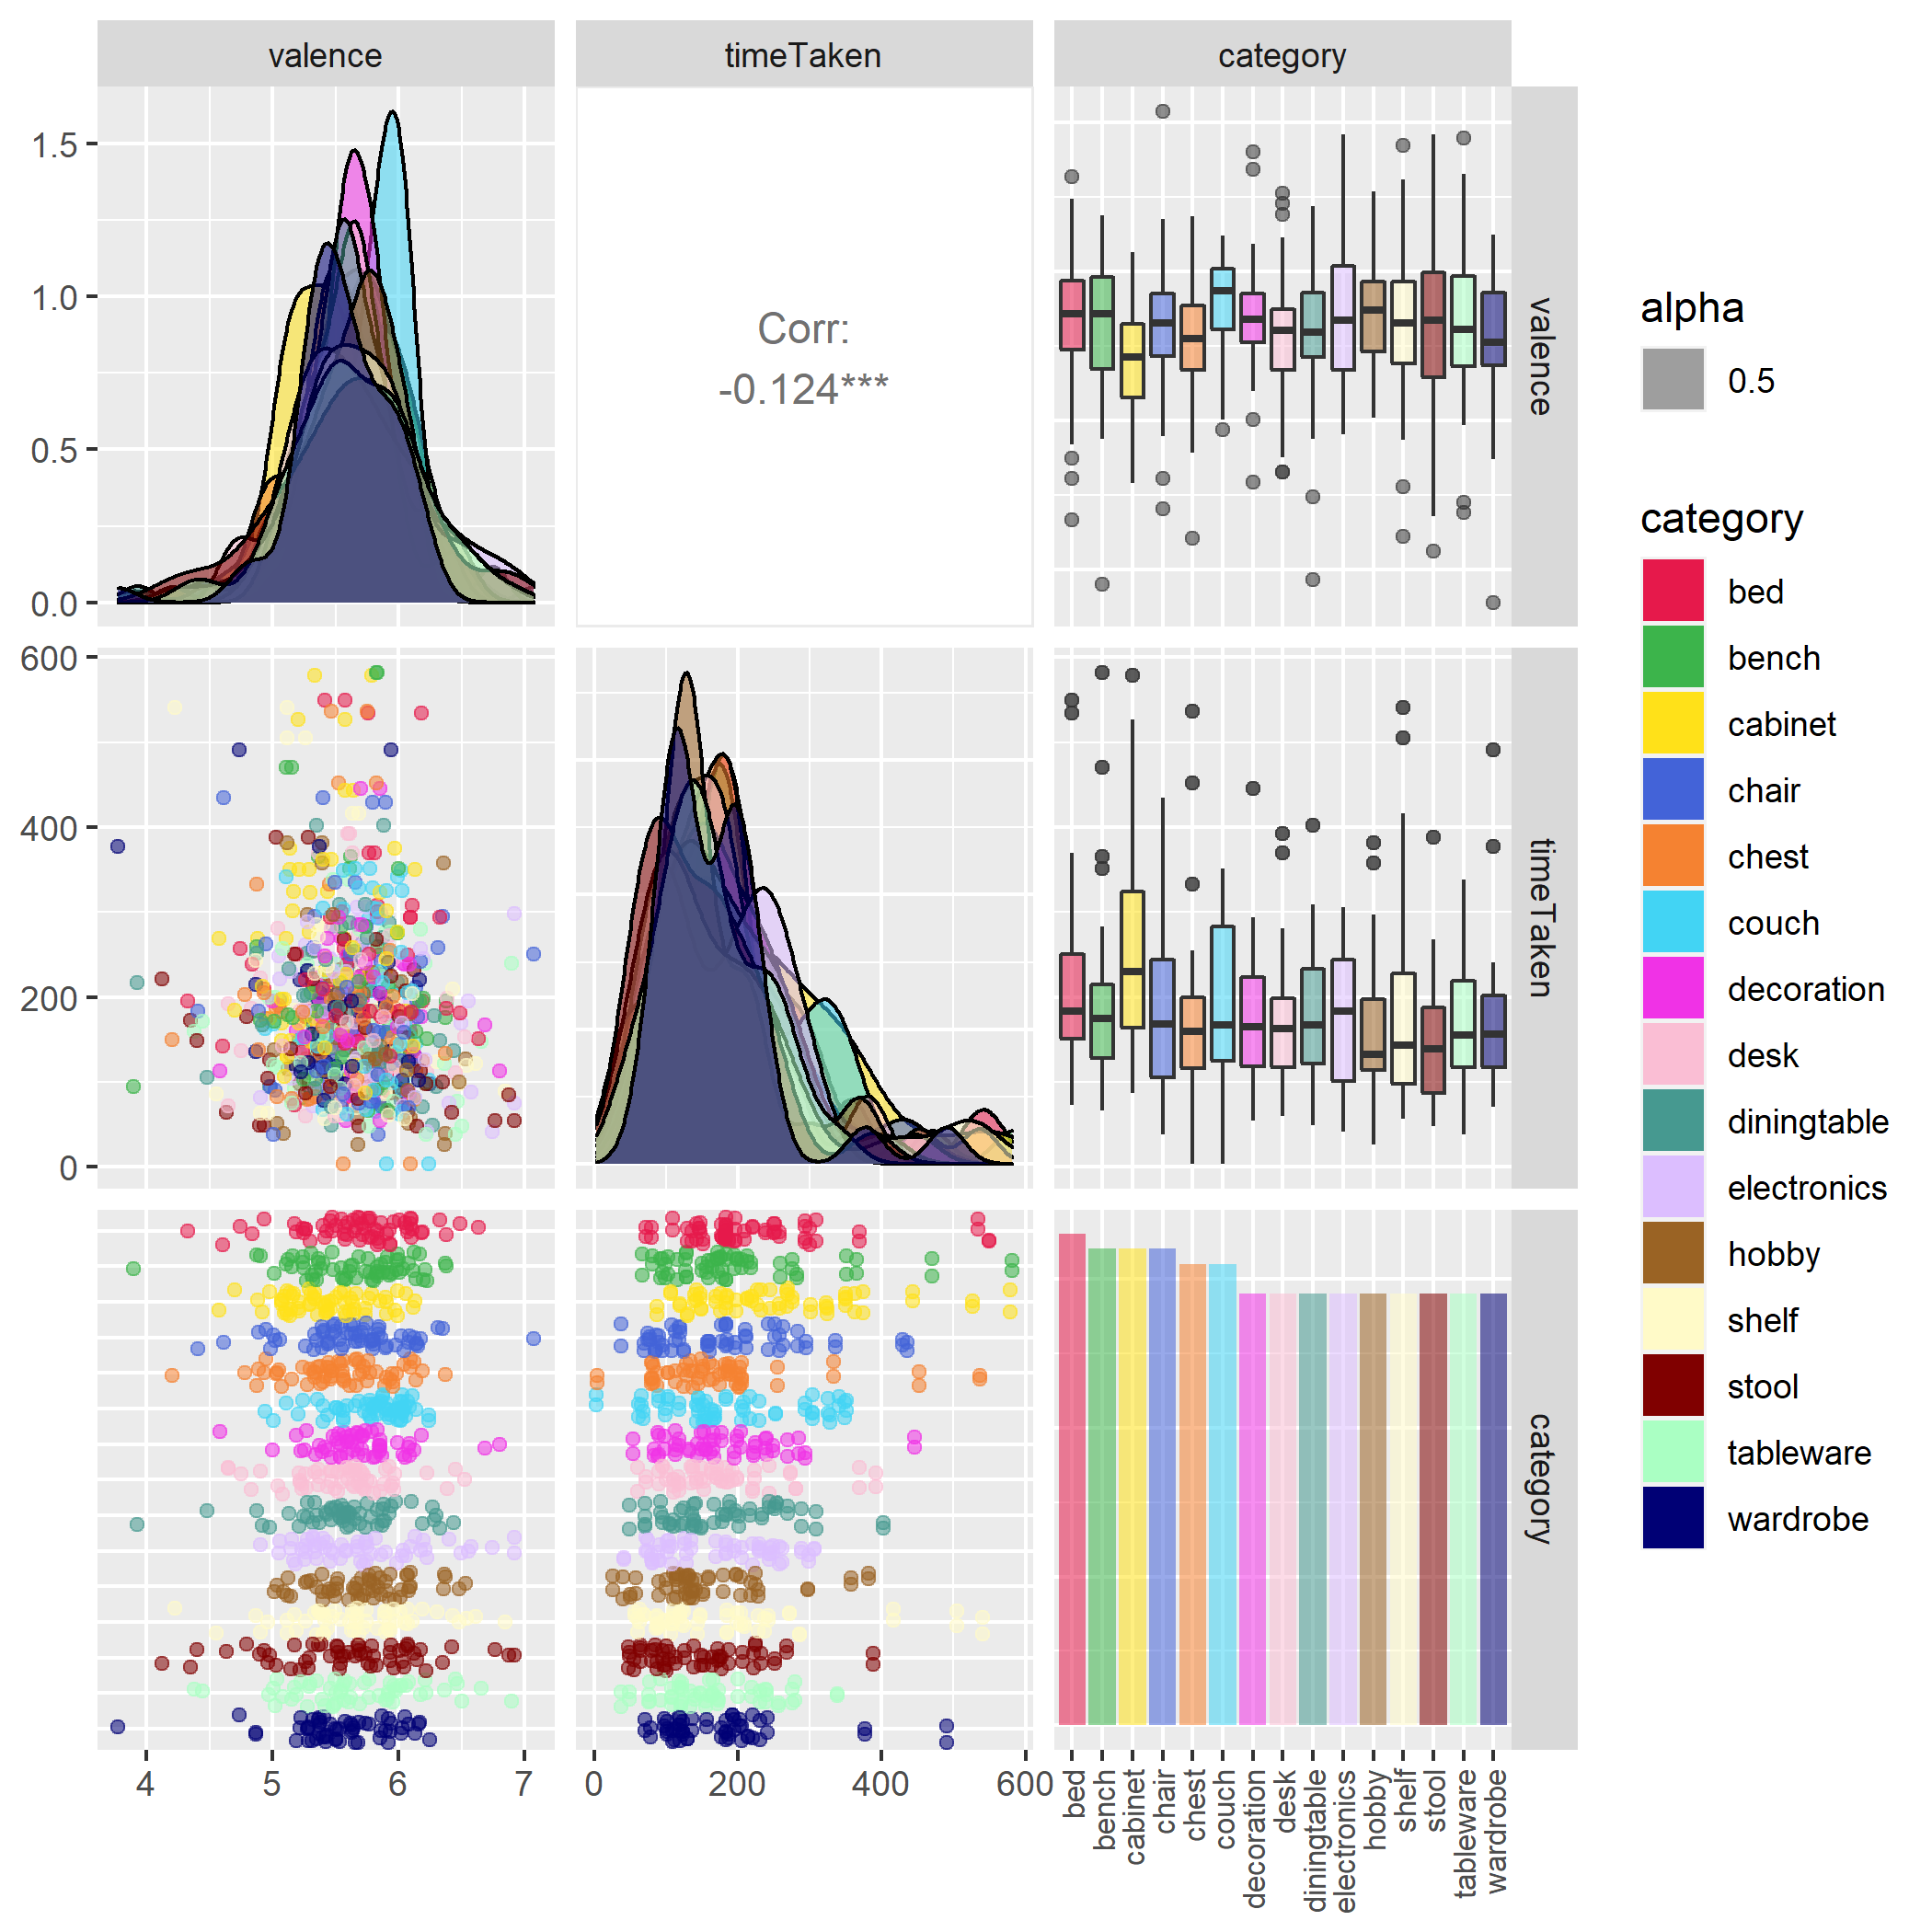 valence
timeTaken
category
1.5
1.0
0.5
0.0
Corr:
-0.124***
valence
600
400
200
0
timeTaken
category
4
5
6
7
0
200
400
600
bed
bench
cabinet
chair
chest
couch
decoration
desk
diningtable
electronics
hobby
shelf
stool
tableware
wardrobe
alpha
0.5
category
bed
bench
cabinet
chair
chest
couch
decoration
desk
diningtable
electronics
hobby
shelf
stool
tableware
wardrobe